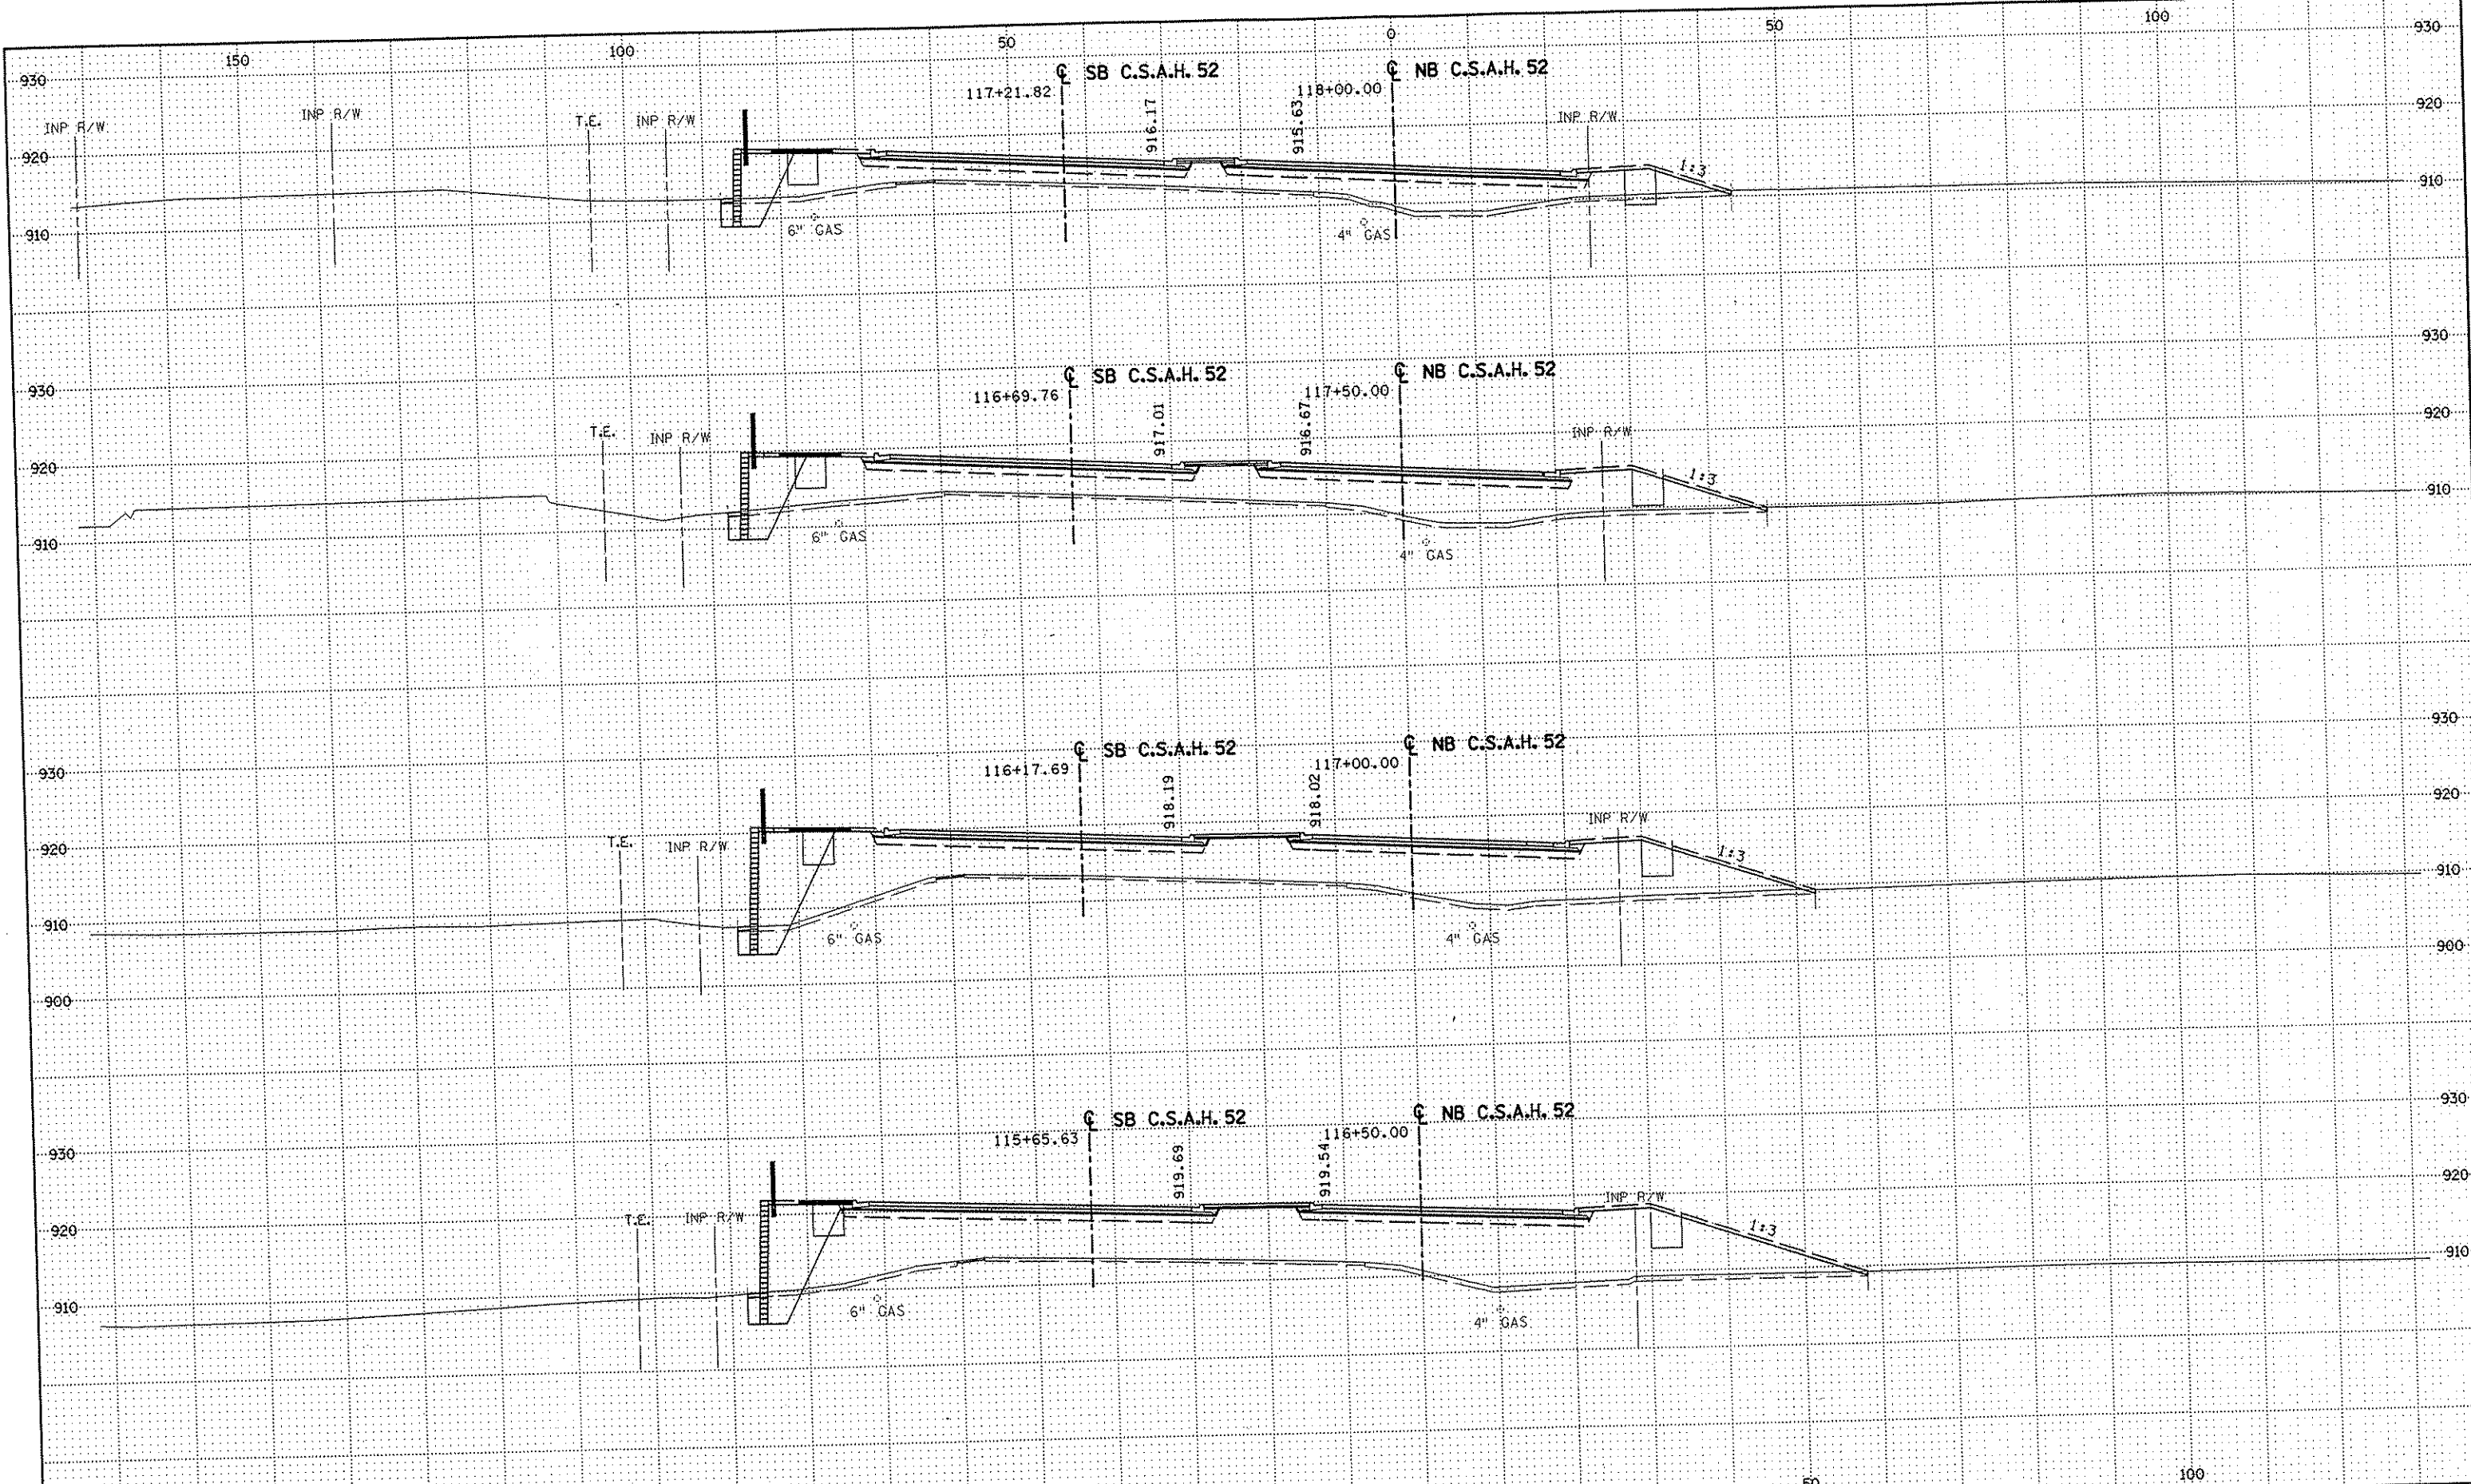 150 100 50 0 50 100
930 930
℄ SB C.S.A.H. 52 ℄ NB C.S.A.H. 52
117+21.82 916.17 915.63 118+00.00
INP R/W INP R/W T.E. INP R/W INP R/W
920 920
1:3
910 910
6" GAS 4" GAS
930 930
℄ SB C.S.A.H. 52 ℄ NB C.S.A.H. 52
116+69.76 917.01 916.67 117+50.00
T.E. INP R/W INP R/W
920 920
1:3
910 910
6" GAS 4" GAS
930 930
℄ SB C.S.A.H. 52 ℄ NB C.S.A.H. 52
116+17.69 918.19 918.02 117+00.00
T.E. INP R/W INP R/W
920 920
1:3
910 910
6" GAS 4" GAS
900 900
930 930
℄ SB C.S.A.H. 52 ℄ NB C.S.A.H. 52
115+65.63 919.69 919.54 116+50.00
T.E. INP R/W INP R/W
920 920
1:3
910 910
6" GAS 4" GAS
50 100